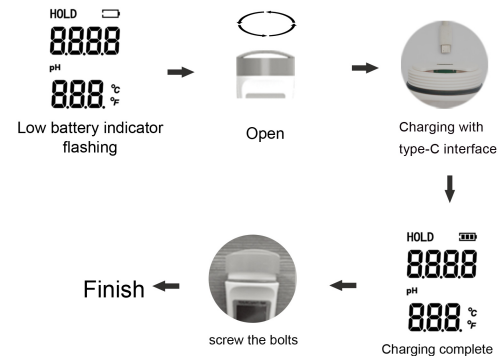 HOLD
8.8.8.8
pH
8.8.8. °C
°F
Low battery indicator
flashing
Open
Charging with
type-C interface
HOLD
8.8.8.8
pH
8.8.8. °C
°F
Charging complete
screw the bolts
Finish